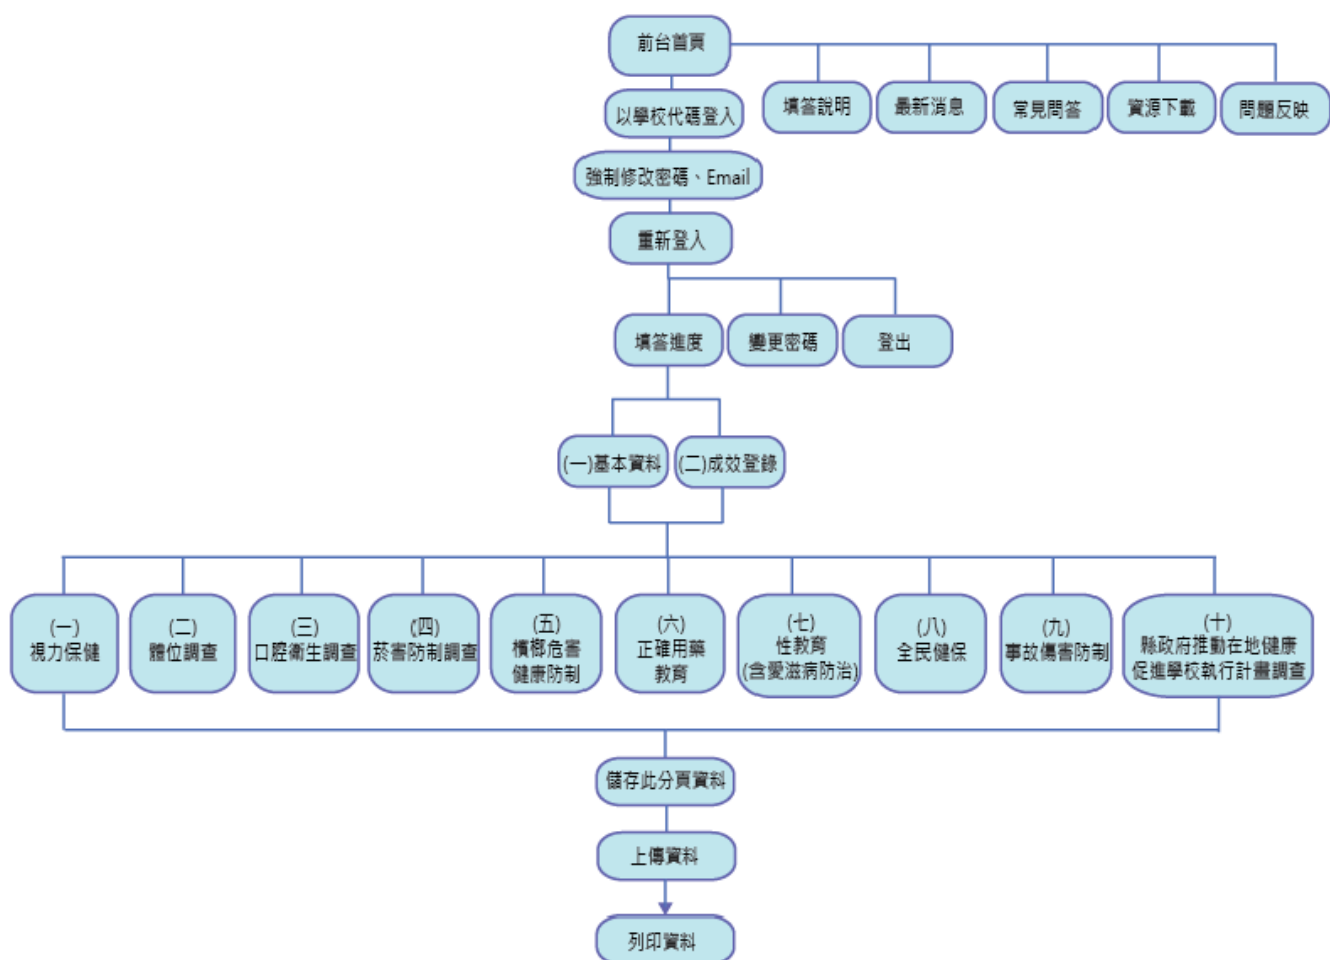 前台首頁
填答說明
最新消息
常見問答
資源下載
問題反映
以學校代碼登入
強制修改密碼、Email
重新登入
填答進度
變更密碼
登出
(一)基本資料
(二)成效登錄
(一)
視力保健
(二)
體位調查
(三)
口腔衛生調查
(四)
菸害防制調查
(五)
檳榔危害
健康防制
(六)
正確用藥
教育
(七)
性教育
(含愛滋病防治)
(八)
全民健保
(九)
事故傷害防制
(十)
縣政府推動在地健康
促進學校執行計畫調查
儲存此分頁資料
上傳資料
列印資料